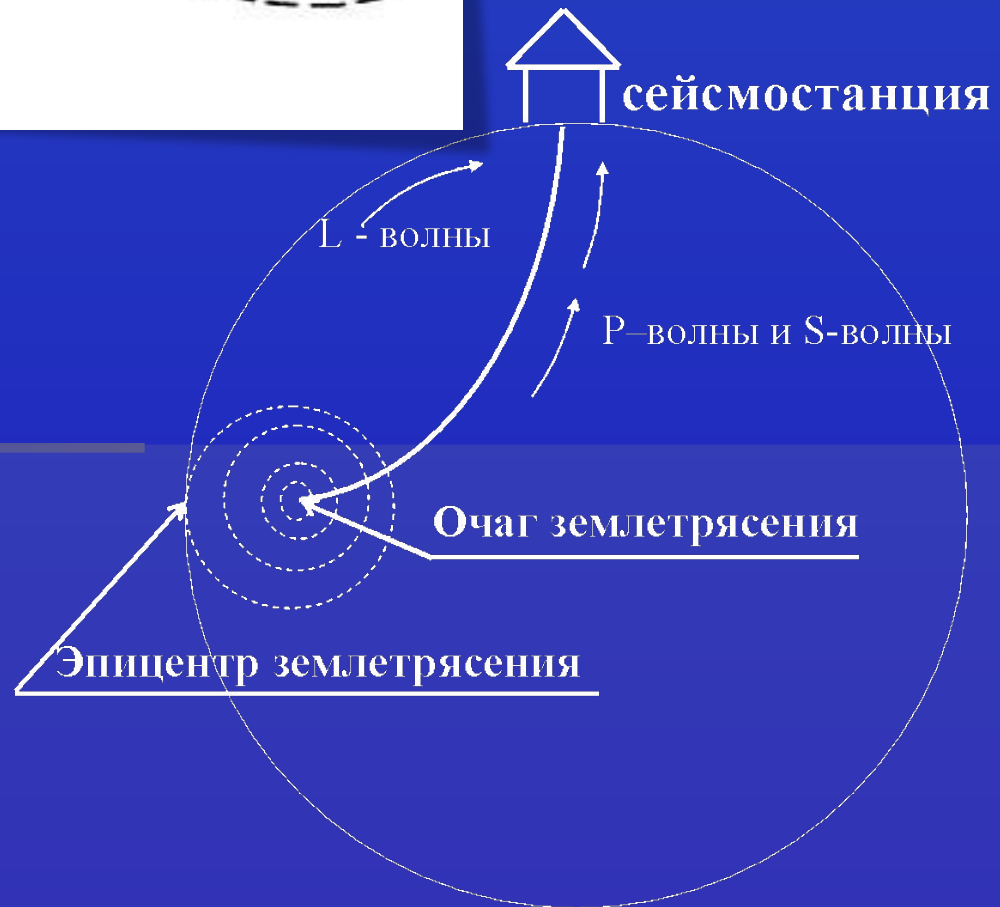 сейсмостанция
L - волны
P–волны и S-волны
Очаг землетрясения
Эпицентр землетрясения